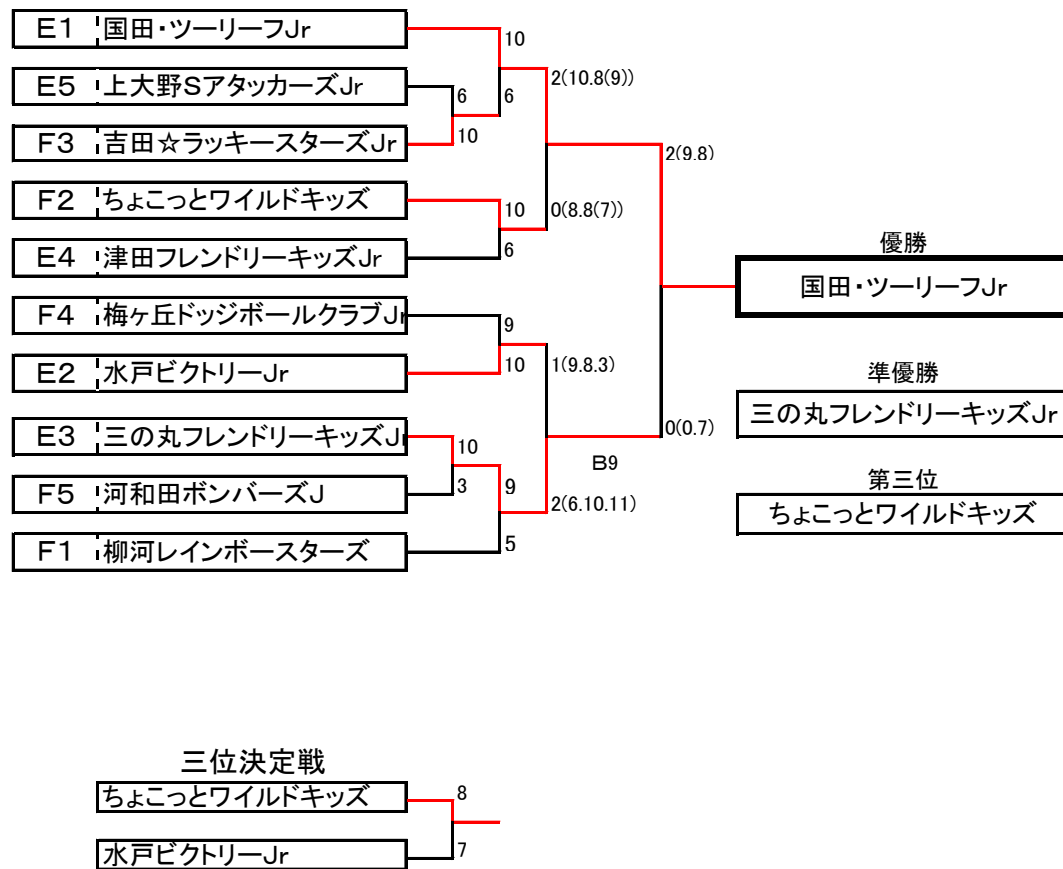 E1 国田・ツーリーフJr
10
E5 上大野SアタッカーズJr
6
6
2(10.8(9))
F3 吉田☆ラッキースターズJr
10
2(9.8)
F2 ちょこっとワイルドキッズ
10
0(8.8(7))
E4 津田フレンドリーキッズJr
6
優勝
国田・ツーリーフJr
F4 梅ヶ丘ドッジボールクラブJr
9
E2 水戸ビクトリーJr
10
1(9.8.3)
準優勝
三の丸フレンドリーキッズJr
E3 三の丸フレンドリーキッズJr
10
0(0.7)
B9
F5 河和田ボンバーズJ
3
9
2(6.10.11)
第三位
ちょこっとワイルドキッズ
F1 柳河レインボースターズ
5
三位決定戦
ちょこっとワイルドキッズ
8
水戸ビクトリーJr
7